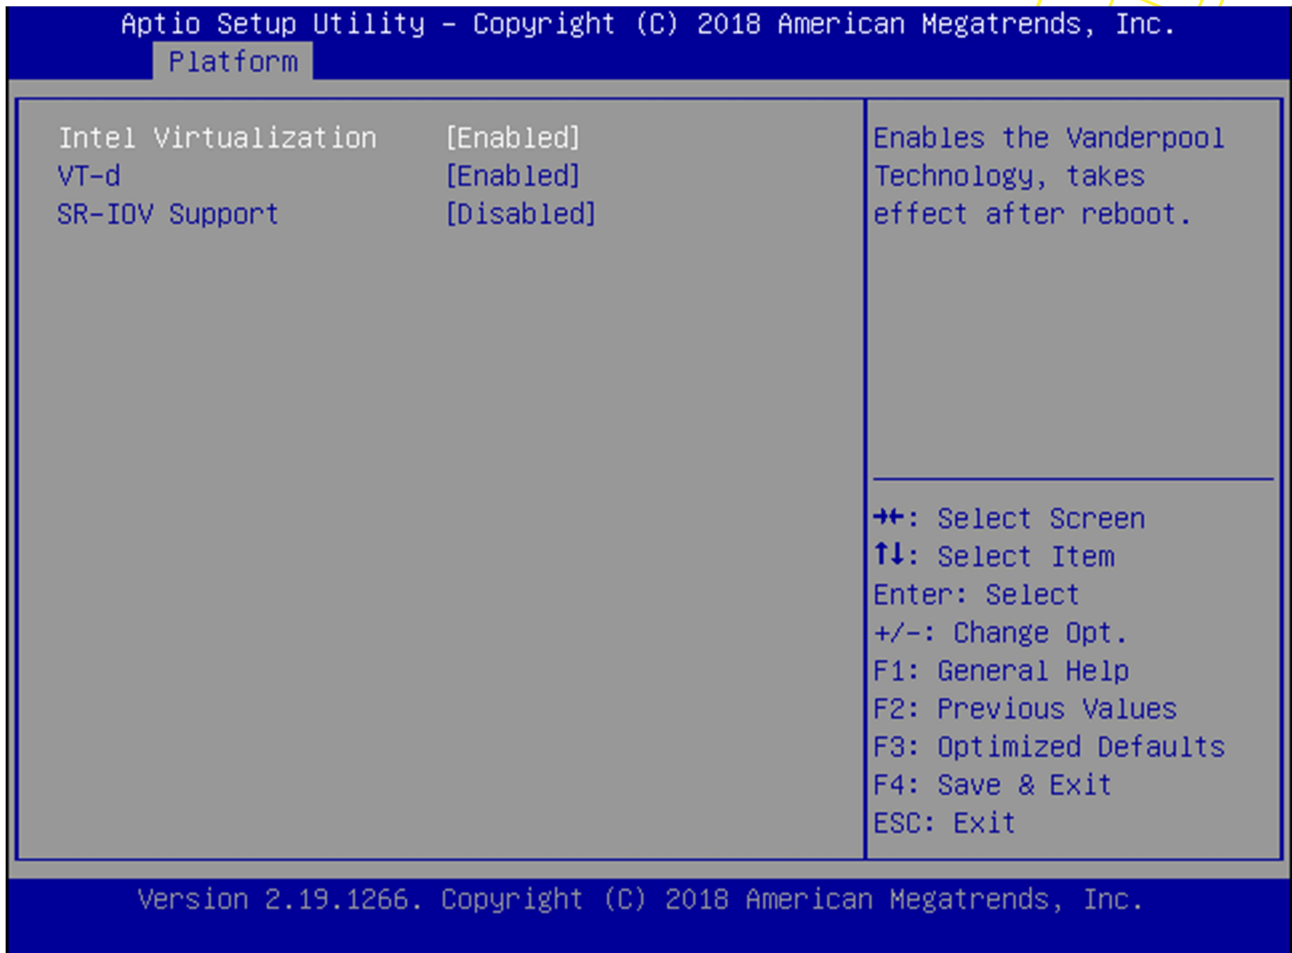 Aptio Setup Utility – Copyright (C) 2018 American Megatrends, Inc.
Platform
Intel Virtualization [Enabled]
VT-d [Enabled]
SR-IOV Support [Disabled]
Enables the Vanderpool
Technology, takes
effect after reboot.
→←: Select Screen
↑↓: Select Item
Enter: Select
+/-: Change Opt.
F1: General Help
F2: Previous Values
F3: Optimized Defaults
F4: Save & Exit
ESC: Exit
Version 2.19.1266. Copyright (C) 2018 American Megatrends, Inc.